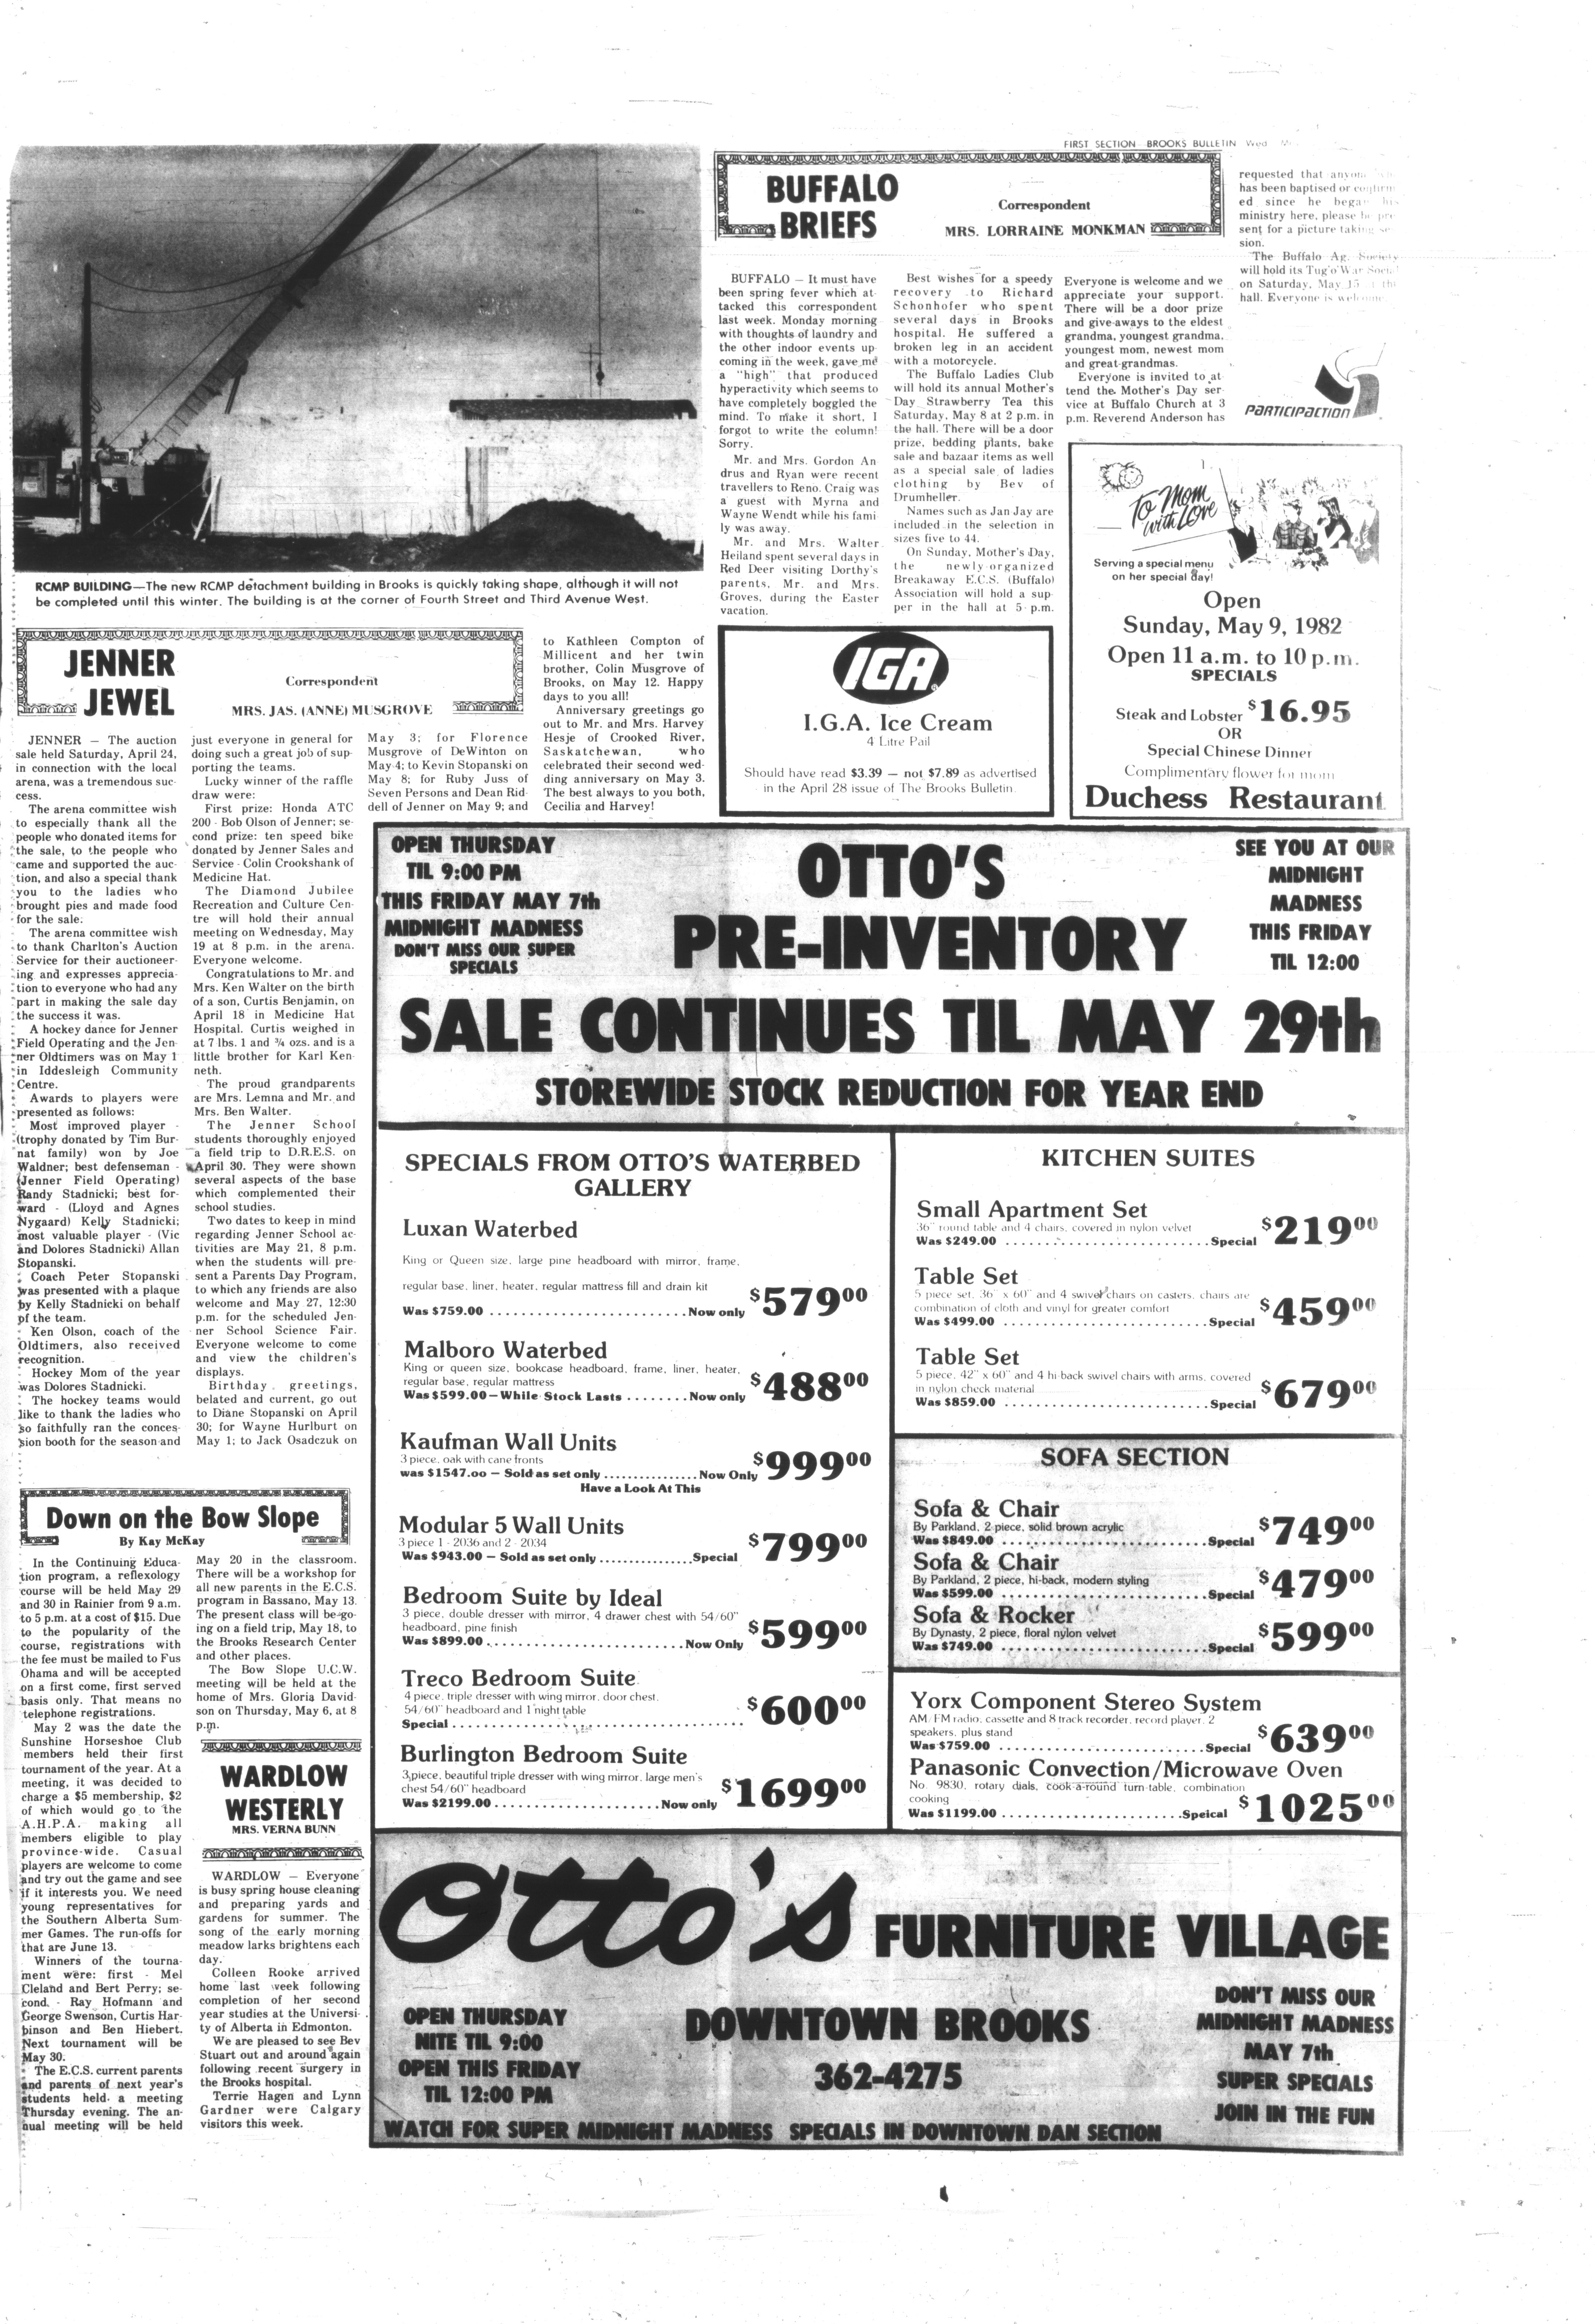 FIRST SECTION BROOKS BULLETIN Wed
RCMP BUILDING—The new RCMP detachment building in Brooks is quickly taking shape, although it will not
be completed until this winter. The building is at the corner of Fourth Street and Third Avenue West.
BUFFALO
BRIEFS
Correspondent
MRS. LORRAINE MONKMAN
BUFFALO — It must have
been spring fever which at-
tacked this correspondent
last week. Monday morning
with thoughts of laundry and
the other indoor events up-
coming in the week, gave me
a "high" that produced
hyperactivity which seems to
have completely boggled the
mind. To make it short, I
forgot to write the column!
Sorry.
Mr. and Mrs. Gordon An
drus and Ryan were recent
travellers to Reno. Craig was
a guest with Myrna and
Wayne Wendt while his fami
ly was away.
Mr. and Mrs. Walter
Heiland spent several days in
Red Deer visiting Dorthy's
parents, Mr. and Mrs.
Groves, during the Easter
vacation.
Best wishes for a speedy
recovery to Richard
Schonhofer who spent
several days in Brooks
hospital. He suffered a
broken leg in an accident
with a motorcycle.
The Buffalo Ladies Club
will hold its annual Mother's
Day Strawberry Tea this
Saturday, May 8 at 2 p.m. in
the hall. There will be a door
prize, bedding plants, bake
sale and bazaar items as well
as a special sale of ladies
clothing by Bev of
Drumheller.
Names such as Jan Jay are
included in the selection in
sizes five to 44.
On Sunday, Mother's Day,
the newly-organized
Breakaway E.C.S. (Buffalo)
Association will hold a sup
per in the hall at 5 p.m.
Everyone is welcome and we
appreciate your support.
There will be a door prize
and give-aways to the eldest
grandma, youngest grandma,
youngest mom, newest mom
and great-grandmas.
Everyone is invited to at
tend the Mother's Day ser
vice at Buffalo Church at 3
p.m. Reverend Anderson has
requested that anyone
has been baptised or confirm
ed since he began his
ministry here, please be pre
sent for a picture taking se
sion.
The Buffalo Ag. Society
will hold its Tug'o'War Social
on Saturday, May 15 the
hall. Everyone is welcome.
PARTICIPACTION
To Mom
with Love
Serving a special menu
on her special day!
Open
Sunday, May 9, 1982
Open 11 a.m. to 10 p.m.
SPECIALS
Steak and Lobster $16.95
OR
Special Chinese Dinner
Complimentary flower for mom
Duchess Restaurant
IGA
I.G.A. Ice Cream
4 Litre Pail
Should have read $3.39 — not $7.89 as advertised
in the April 28 issue of The Brooks Bulletin.
JENNER
JEWEL
Correspondent
MRS. JAS. (ANNE) MUSGROVE
JENNER — The auction
sale held Saturday, April 24,
in connection with the local
arena, was a tremendous suc-
cess.
The arena committee wish
to especially thank all the
people who donated items for
the sale, to the people who
came and supported the auc-
tion, and also a special thank
you to the ladies who
brought pies and made food
for the sale.
The arena committee wish
to thank Charlton's Auction
Service for their auctioneer-
ing and expresses apprecia-
tion to everyone who had any
part in making the sale day
the success it was.
A hockey dance for Jenner
Field Operating and the Jen-
ner Oldtimers was on May 1
in Iddesleigh Community
Centre.
Awards to players were
presented as follows:
Most improved player -
(trophy donated by Tim Bur-
nat family) won by Joe
Waldner; best defenseman -
(Jenner Field Operating)
Randy Stadnicki; best for-
ward - (Lloyd and Agnes
Nygaard) Kelly Stadnicki;
most valuable player - (Vic
and Dolores Stadnicki) Allan
Stopanski.
Coach Peter Stopanski
was presented with a plaque
by Kelly Stadnicki on behalf
of the team.
Ken Olson, coach of the
Oldtimers, also received
recognition.
Hockey Mom of the year
was Dolores Stadnicki.
The hockey teams would
like to thank the ladies who
so faithfully ran the conces-
sion booth for the season and
just everyone in general for
doing such a great job of sup-
porting the teams.
Lucky winner of the raffle
draw were:
First prize: Honda ATC
200 - Bob Olson of Jenner; se-
cond prize: ten speed bike
donated by Jenner Sales and
Service - Colin Crookshank of
Medicine Hat.
The Diamond Jubilee
Recreation and Culture Cen-
tre will hold their annual
meeting on Wednesday, May
19 at 8 p.m. in the arena.
Everyone welcome.
Congratulations to Mr. and
Mrs. Ken Walter on the birth
of a son, Curtis Benjamin, on
April 18 in Medicine Hat
Hospital. Curtis weighed in
at 7 lbs. 1 and ¾ ozs. and is a
little brother for Karl Ken-
neth.
The proud grandparents
are Mrs. Lemna and Mr. and
Mrs. Ben Walter.
The Jenner School
students thoroughly enjoyed
a field trip to D.R.E.S. on
April 30. They were shown
several aspects of the base
which complemented their
school studies.
Two dates to keep in mind
regarding Jenner School ac-
tivities are May 21, 8 p.m.
when the students will pre-
sent a Parents Day Program,
to which any friends are also
welcome and May 27, 12:30
p.m. for the scheduled Jen-
ner School Science Fair.
Everyone welcome to come
and view the children's
displays.
Birthday greetings,
belated and current, go out
to Diane Stopanski on April
30; for Wayne Hurlburt on
May 1; to Jack Osadczuk on
May 3; for Florence
Musgrove of DeWinton on
May 4; to Kevin Stopanski on
May 8; for Ruby Juss of
Seven Persons and Dean Rid-
dell of Jenner on May 9; and
to Kathleen Compton of
Millicent and her twin
brother, Colin Musgrove of
Brooks, on May 12. Happy
days to you all!
Anniversary greetings go
out to Mr. and Mrs. Harvey
Hesje of Crooked River,
Saskatchewan, who
celebrated their second wed-
ding anniversary on May 3.
The best always to you both,
Cecilia and Harvey!
Down on the Bow Slope
By Kay McKay
In the Continuing Educa-
tion program, a reflexology
course will be held May 29
and 30 in Rainier from 9 a.m.
to 5 p.m. at a cost of $15. Due
to the popularity of the
course, registrations with
the fee must be mailed to Fus
Ohama and will be accepted
on a first come, first served
basis only. That means no
telephone registrations.
May 2 was the date the
Sunshine Horseshoe Club
members held their first
tournament of the year. At a
meeting, it was decided to
charge a $5 membership, $2
of which would go to the
A.H.P.A. making all
members eligible to play
province-wide. Casual
players are welcome to come
and try out the game and see
if it interests you. We need
young representatives for
the Southern Alberta Sum-
mer Games. The run-offs for
that are June 13.
Winners of the tourna-
ment were: first - Mel
Cleland and Bert Perry; se-
cond, - Ray Hofmann and
George Swenson, Curtis Har-
binson and Ben Hiebert.
Next tournament will be
May 30.
The E.C.S. current parents
and parents of next year's
students held a meeting
Thursday evening. The an-
nual meeting will be held
May 20 in the classroom.
There will be a workshop for
all new parents in the E.C.S.
program in Bassano, May 13.
The present class will be go-
ing on a field trip, May 18, to
the Brooks Research Center
and other places.
The Bow Slope U.C.W.
meeting will be held at the
home of Mrs. Gloria David-
son on Thursday, May 6, at 8
p.m.
WARDLOW
WESTERLY
MRS. VERNA BUNN
WARDLOW — Everyone
is busy spring house cleaning
and preparing yards and
gardens for summer. The
song of the early morning
meadow larks brightens each
day.
Colleen Rooke arrived
home last week following
completion of her second
year studies at the Universi-
ty of Alberta in Edmonton.
We are pleased to see Bev
Stuart out and around again
following recent surgery in
the Brooks hospital.
Terrie Hagen and Lynn
Gardner were Calgary
visitors this week.
OPEN THURSDAY
TIL 9:00 PM
THIS FRIDAY MAY 7th
MIDNIGHT MADNESS
DON'T MISS OUR SUPER
SPECIALS
OTTO'S
PRE-INVENTORY
SEE YOU AT OUR
MIDNIGHT
MADNESS
THIS FRIDAY
TIL 12:00
SALE CONTINUES TIL MAY 29th
STOREWIDE STOCK REDUCTION FOR YEAR END
SPECIALS FROM OTTO'S WATERBED
GALLERY
Luxan Waterbed
King or Queen size, large pine headboard with mirror, frame,
regular base, liner, heater, regular mattress fill and drain kit
Was $759.00 ........ Now only $579.00
Malboro Waterbed
King or queen size, bookcase headboard, frame, liner, heater,
regular base, regular mattress
Was $599.00—While Stock Lasts ........ Now only $488.00
Kaufman Wall Units
3 piece, oak with cane fronts
was $1547.oo — Sold as set only ........ Now Only $999.00
Have a Look At This
Modular 5 Wall Units
3 piece 1 - 2036 and 2 - 2034
Was $943.00 — Sold as set only ........ Special $799.00
Bedroom Suite by Ideal
3 piece, double dresser with mirror, 4 drawer chest with 54/60"
headboard, pine finish
Was $899.00 ........ Now Only $599.00
Treco Bedroom Suite
4 piece, triple dresser with wing mirror, door chest,
54/60" headboard and 1 night table
Special ........ $600.00
Burlington Bedroom Suite
3 piece, beautiful triple dresser with wing mirror, large men's
chest 54/60" headboard
Was $2199.00 ........ Now only $1699.00
KITCHEN SUITES
Small Apartment Set
36" round table and 4 chairs, covered in nylon velvet
Was $249.00 ........ Special $219.00
Table Set
5 piece set, 36" x 60" and 4 swivel chairs on casters, chairs are
combination of cloth and vinyl for greater comfort
Was $499.00 ........ Special $459.00
Table Set
5 piece, 42" x 60" and 4 hi-back swivel chairs with arms, covered
in nylon check material
Was $859.00 ........ Special $679.00
SOFA SECTION
Sofa & Chair
By Parkland, 2 piece, solid brown acrylic
Was $849.00 ........ Special $749.00
Sofa & Chair
By Parkland, 2 piece, hi-back, modern styling
Was $599.00 ........ Special $479.00
Sofa & Rocker
By Dynasty, 2 piece, floral nylon velvet
Was $749.00 ........ Special $599.00
Yorx Component Stereo System
AM/FM radio, cassette and 8 track recorder, record player, 2
speakers, plus stand
Was $759.00 ........ Special $639.00
Panasonic Convection/Microwave Oven
No. 9830, rotary dials, cook-a-round turn-table, combination
cooking
Was $1199.00 ........ Speical $1025.00
Otto's FURNITURE VILLAGE
OPEN THURSDAY
NITE TIL 9:00
OPEN THIS FRIDAY
TIL 12:00 PM
DOWNTOWN BROOKS
362-4275
DON'T MISS OUR
MIDNIGHT MADNESS
MAY 7th
SUPER SPECIALS
JOIN IN THE FUN
WATCH FOR SUPER MIDNIGHT MADNESS SPECIALS IN DOWNTOWN DAN SECTION